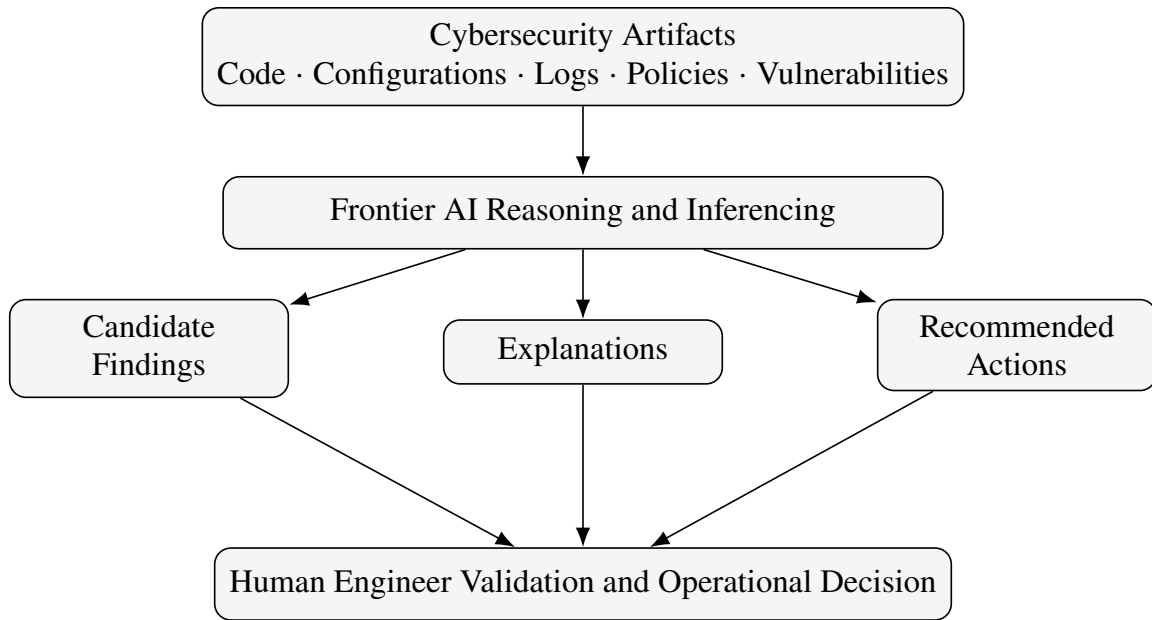 Cybersecurity Artifacts
Code · Configurations · Logs · Policies · Vulnerabilities
Frontier AI Reasoning and Inferencing
Candidate
Findings
Explanations
Recommended
Actions
Human Engineer Validation and Operational Decision